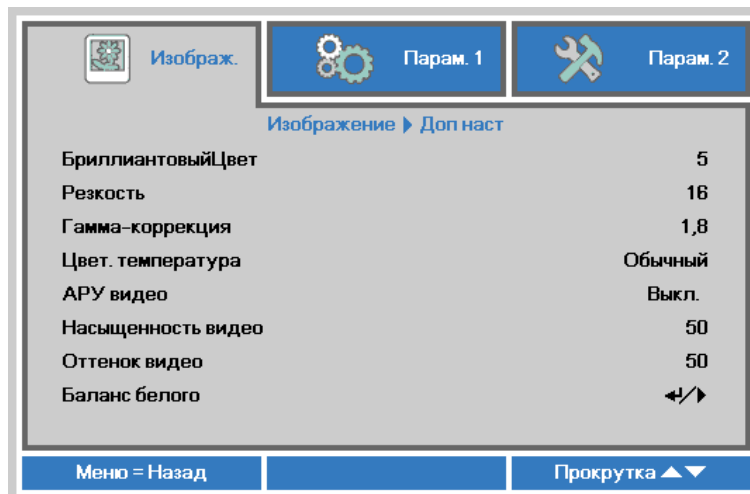 Изображ. Парам. 1 Парам. 2
Изображение ▶ Доп наст
БриллиантовыйЦвет 5
Резкость 16
Гамма-коррекция 1,8
Цвет. температура Обычный
АРУ видео Выкл.
Насыщенность видео 50
Оттенок видео 50
Баланс белого ↵/▶
Меню = Назад Прокрутка ▲▼